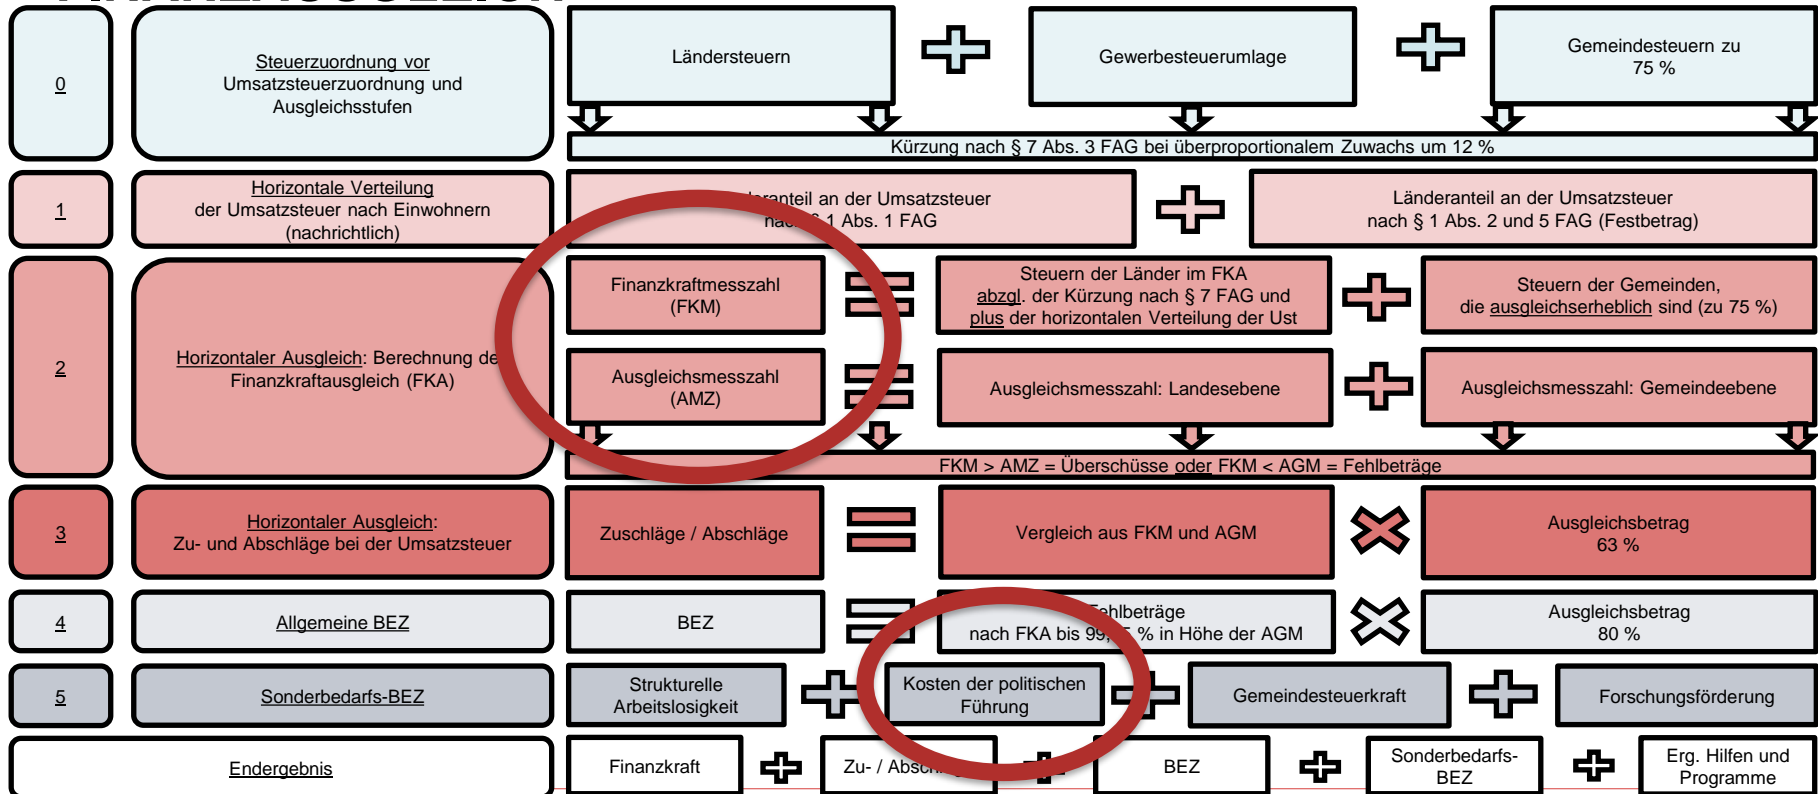 0
Steuerzuordnung vor
Umsatzsteuerzuordnung und
Ausgleichsstufen
Ländersteuern
Gewerbesteuerumlage
Gemeindesteuern zu
75 %
Kürzung nach § 7 Abs. 3 FAG bei überproportionalem Zuwachs um 12 %
1
Horizontale Verteilung
der Umsatzsteuer nach Einwohnern
(nachrichtlich)
an der Umsatzsteuer
1 Abs. 1 FAG
Länderanteil an der Umsatzsteuer
nach § 1 Abs. 2 und 5 FAG (Festbetrag)
2
Horizontaler Ausgleich: Berechnung
Finanzkraftausgleich (FKA)
Finanzkraftmesszahl
(FKM)
Steuern der Länder im FKA
abzgl. der Kürzung nach § 7 FAG und
plus der horizontalen Verteilung der Ust
Steuern der Gemeinden,
die ausgleichserheblich sind (zu 75 %)
Ausgleichsmesszahl
(AMZ)
Ausgleichsmesszahl: Landesebene
Ausgleichsmesszahl: Gemeindeebene
FKM > AMZ = Überschüsse oder FKM < AGM = Fehlbeträge
3
Horizontaler Ausgleich:
Zu- und Abschläge bei der Umsatzsteuer
Zuschläge / Abschläge
Vergleich aus FKM und AGM
Ausgleichsbetrag
63 %
4
Allgemeine BEZ
BEZ
Fehlbeträge
nach FKA bis % in Höhe der AGM
Ausgleichsbetrag
80 %
5
Sonderbedarfs-BEZ
Strukturelle
Arbeitslosigkeit
Kosten der politischen
Führung
Gemeindesteuerkraft
Forschungsförderung
Endergebnis
Finanzkraft
Zu- /
BEZ
Sonderbedarfs-
BEZ
Erg. Hilfen und
Programme